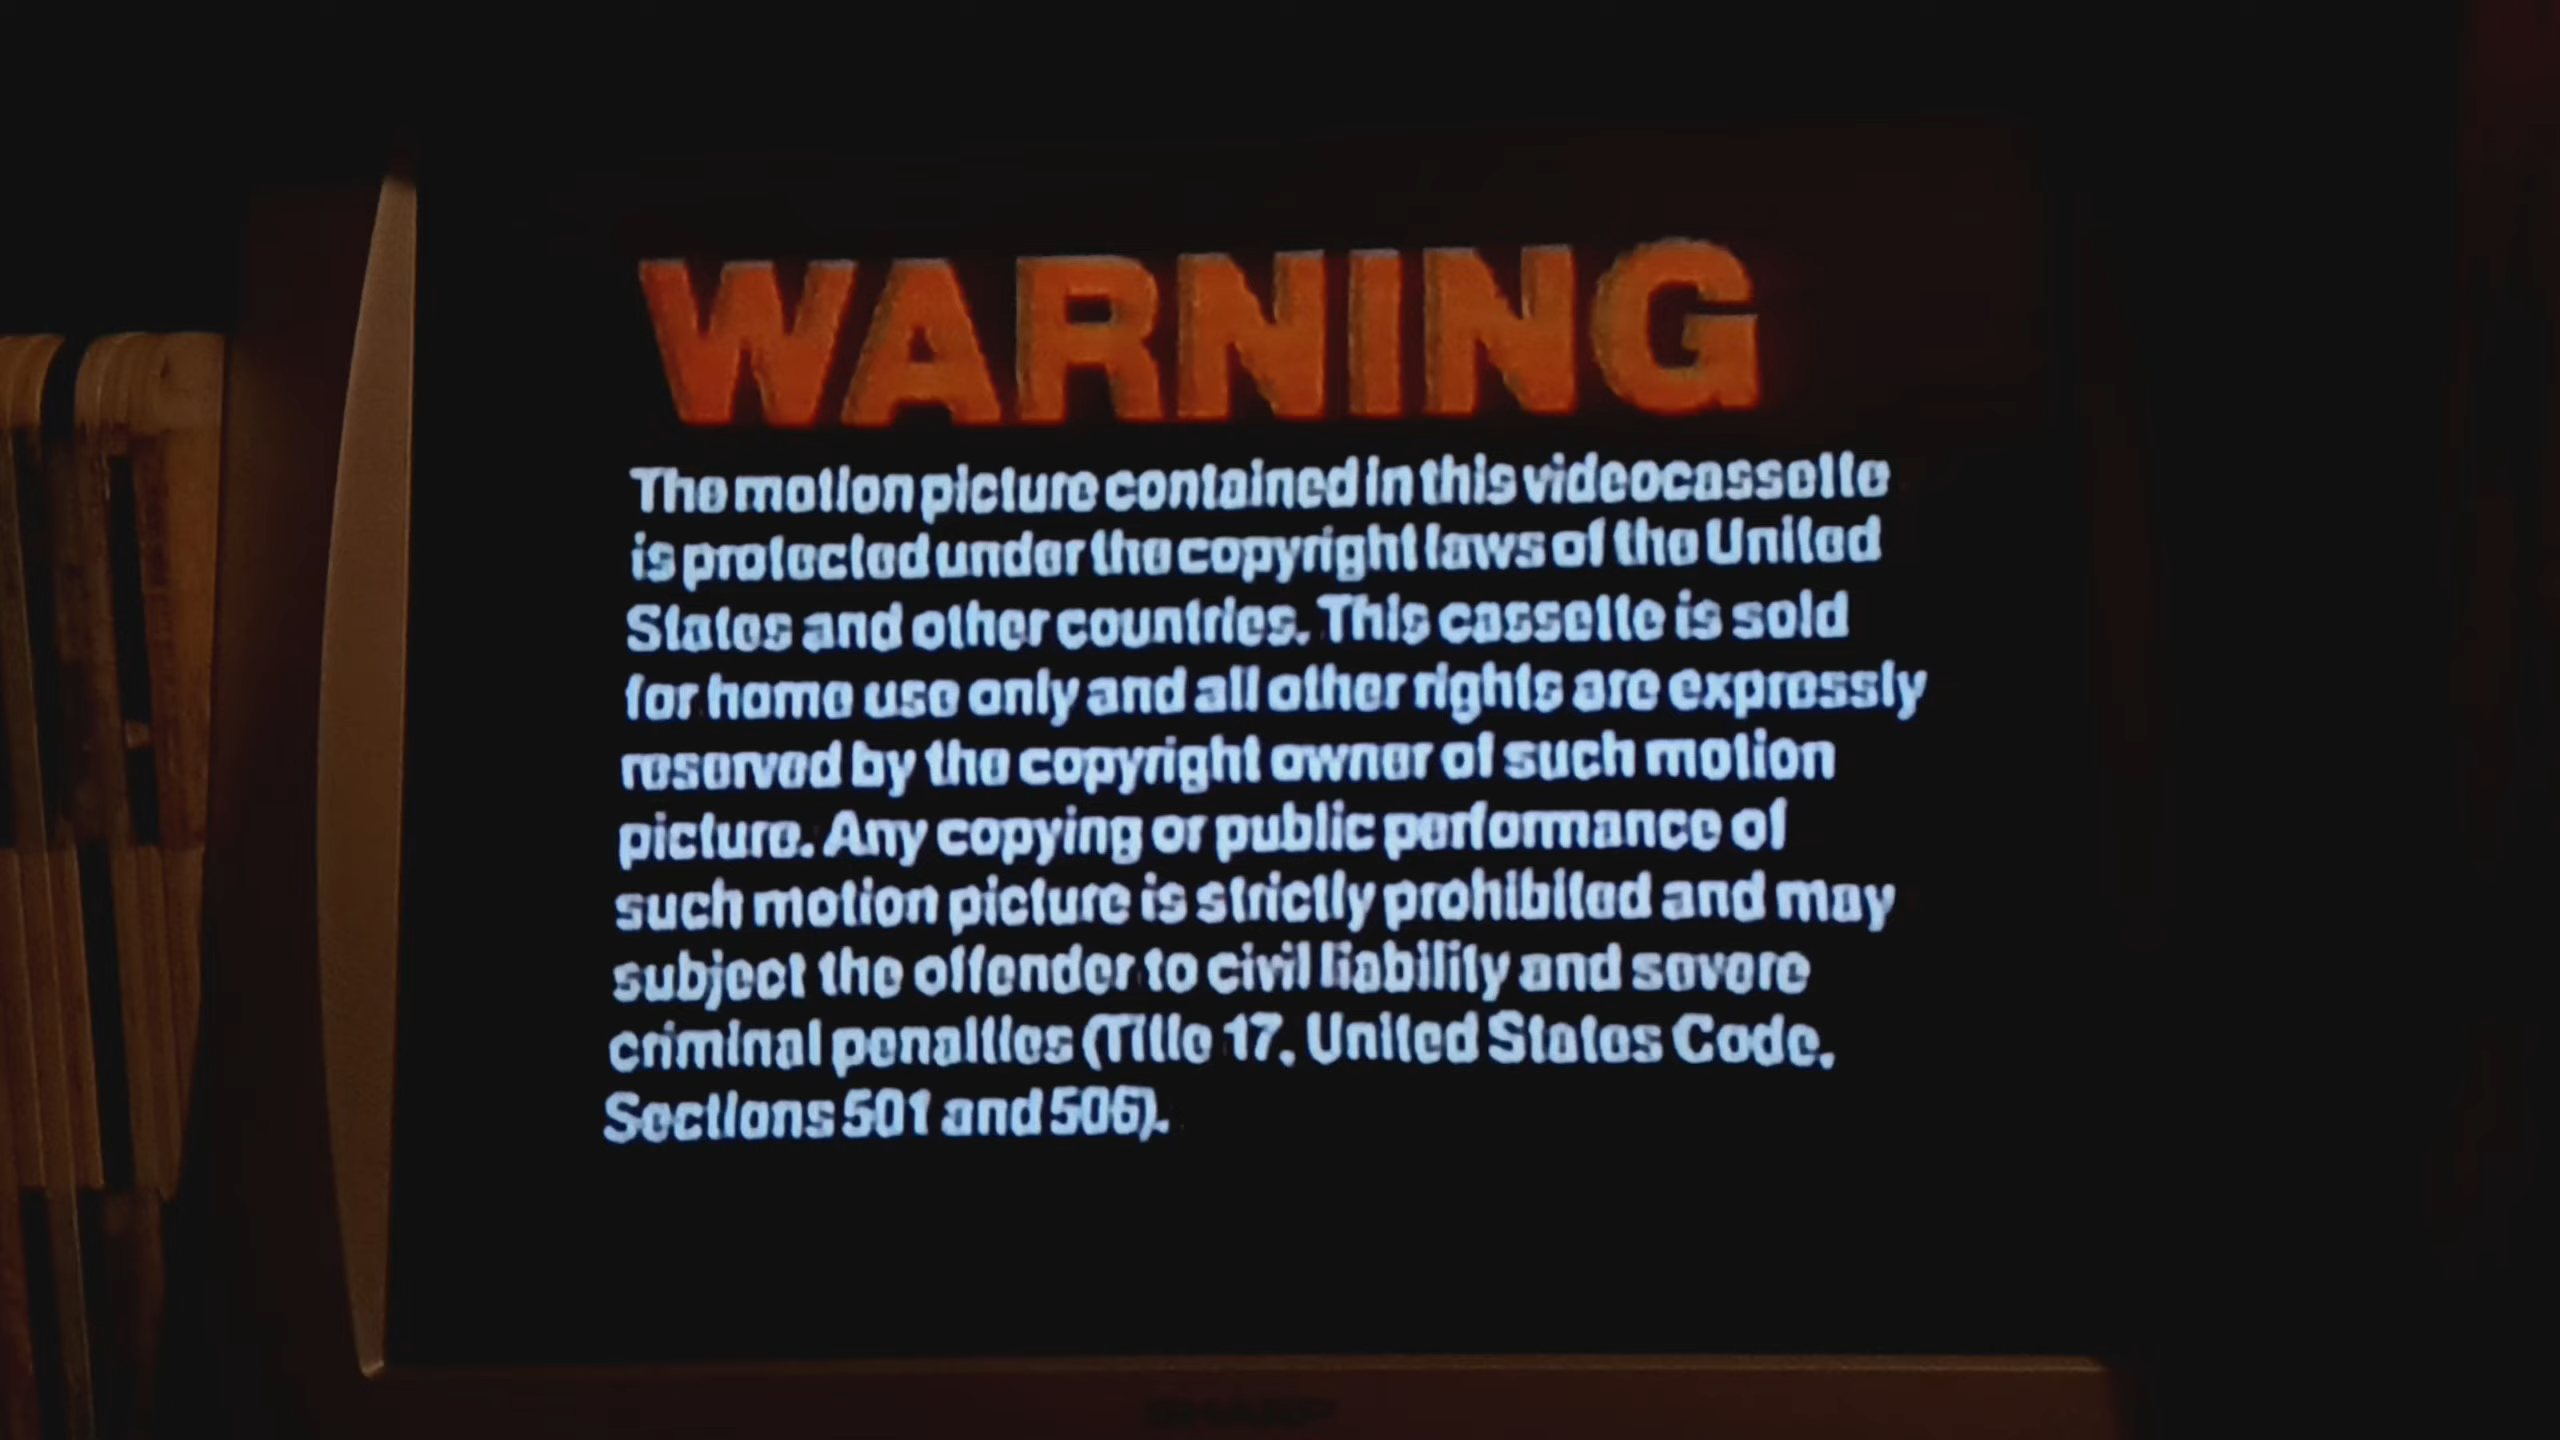 WARNING
The motion picture contained in this videocassette
is protected under the copyright laws of the United
States and other countries. This cassette is sold
for home use only and all other rights are expressly
reserved by the copyright owner of such motion
picture. Any copying or public performance of
such motion picture is strictly prohibited and may
subject the offender to civil liability and severe
criminal penalties (Title 17, United States Code,
Sections 501 and 506).
SHARP